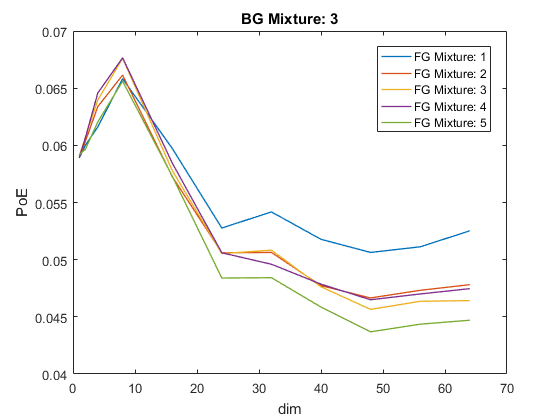 BG Mixture: 3
0.07
0.065
0.06
0.055
0.05
0.045
0.04
PoE
FG Mixture: 1
FG Mixture: 2
FG Mixture: 3
FG Mixture: 4
FG Mixture: 5
0 10 20 30 40 50 60 70
dim